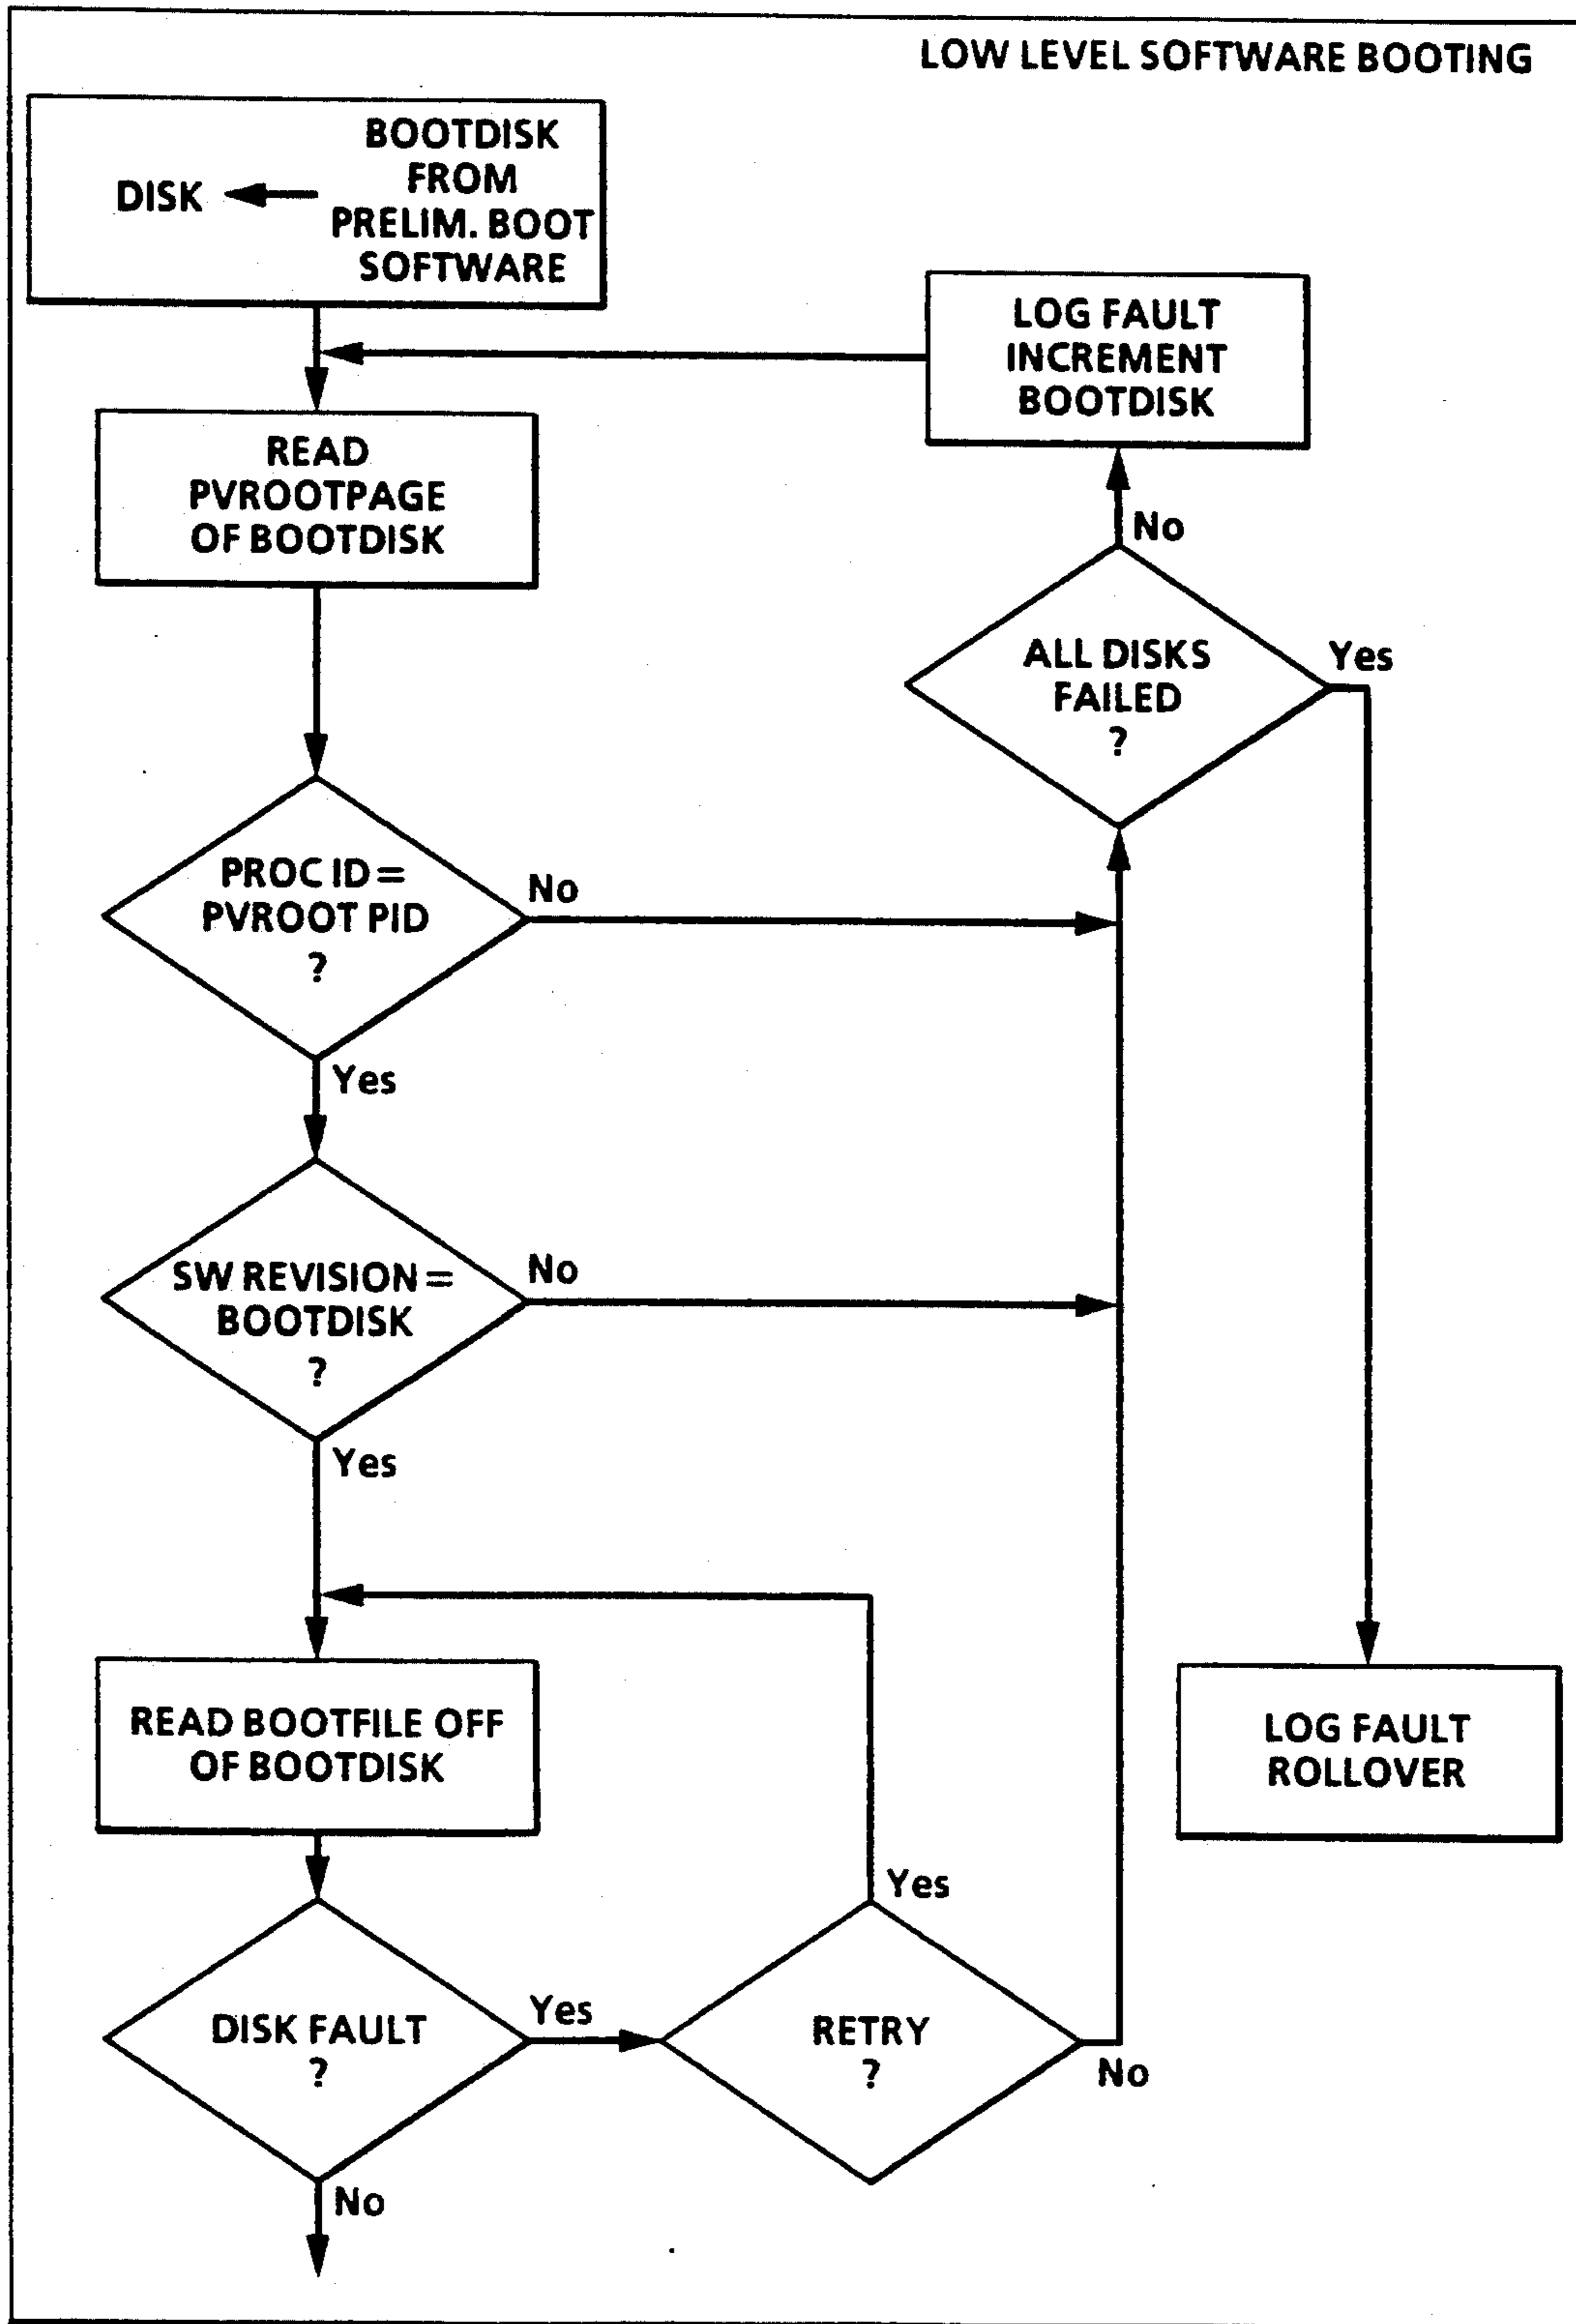 LOW LEVEL SOFTWARE BOOTING
BOOTDISK
FROM
DISK
PRELIM. BOOT
SOFTWARE
LOG FAULT
INCREMENT
BOOTDISK
READ
PVROOTPAGE
OF BOOTDISK
No
ALL DISKS
FAILED
?
Yes
PROC ID =
PVROOT PID
?
No
Yes
SW REVISION =
BOOTDISK
?
No
Yes
READ BOOTFILE OFF
OF BOOTDISK
LOG FAULT
ROLLOVER
DISK FAULT
?
Yes
RETRY
?
Yes
No
No